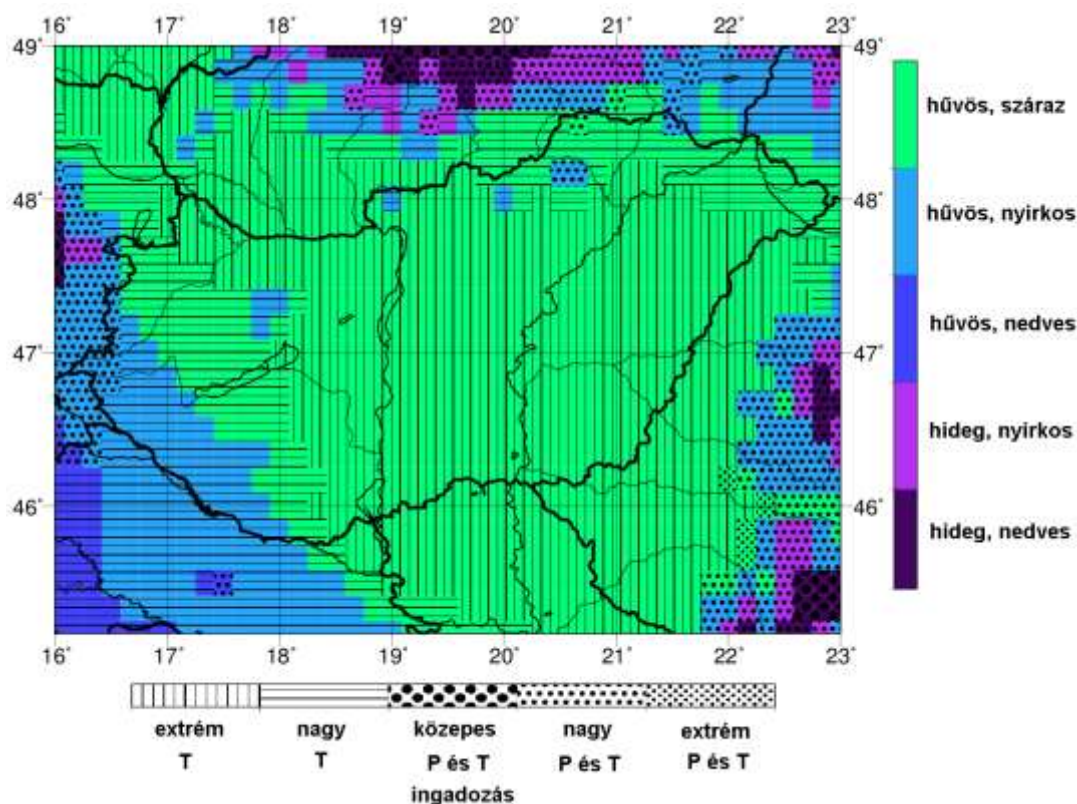 16˚ 17˚ 18˚ 19˚ 20˚ 21˚ 22˚ 23˚
49˚ 49˚
hűvös, száraz
48˚ 48˚
hűvös, nyirkos
hűvös, nedves
47˚ 47˚
hideg, nyirkos
46˚ 46˚
hideg, nedves
16˚ 17˚ 18˚ 19˚ 20˚ 21˚ 22˚ 23˚
extrém nagy közepes nagy extrém
T T P és T P és T P és T
ingadozás